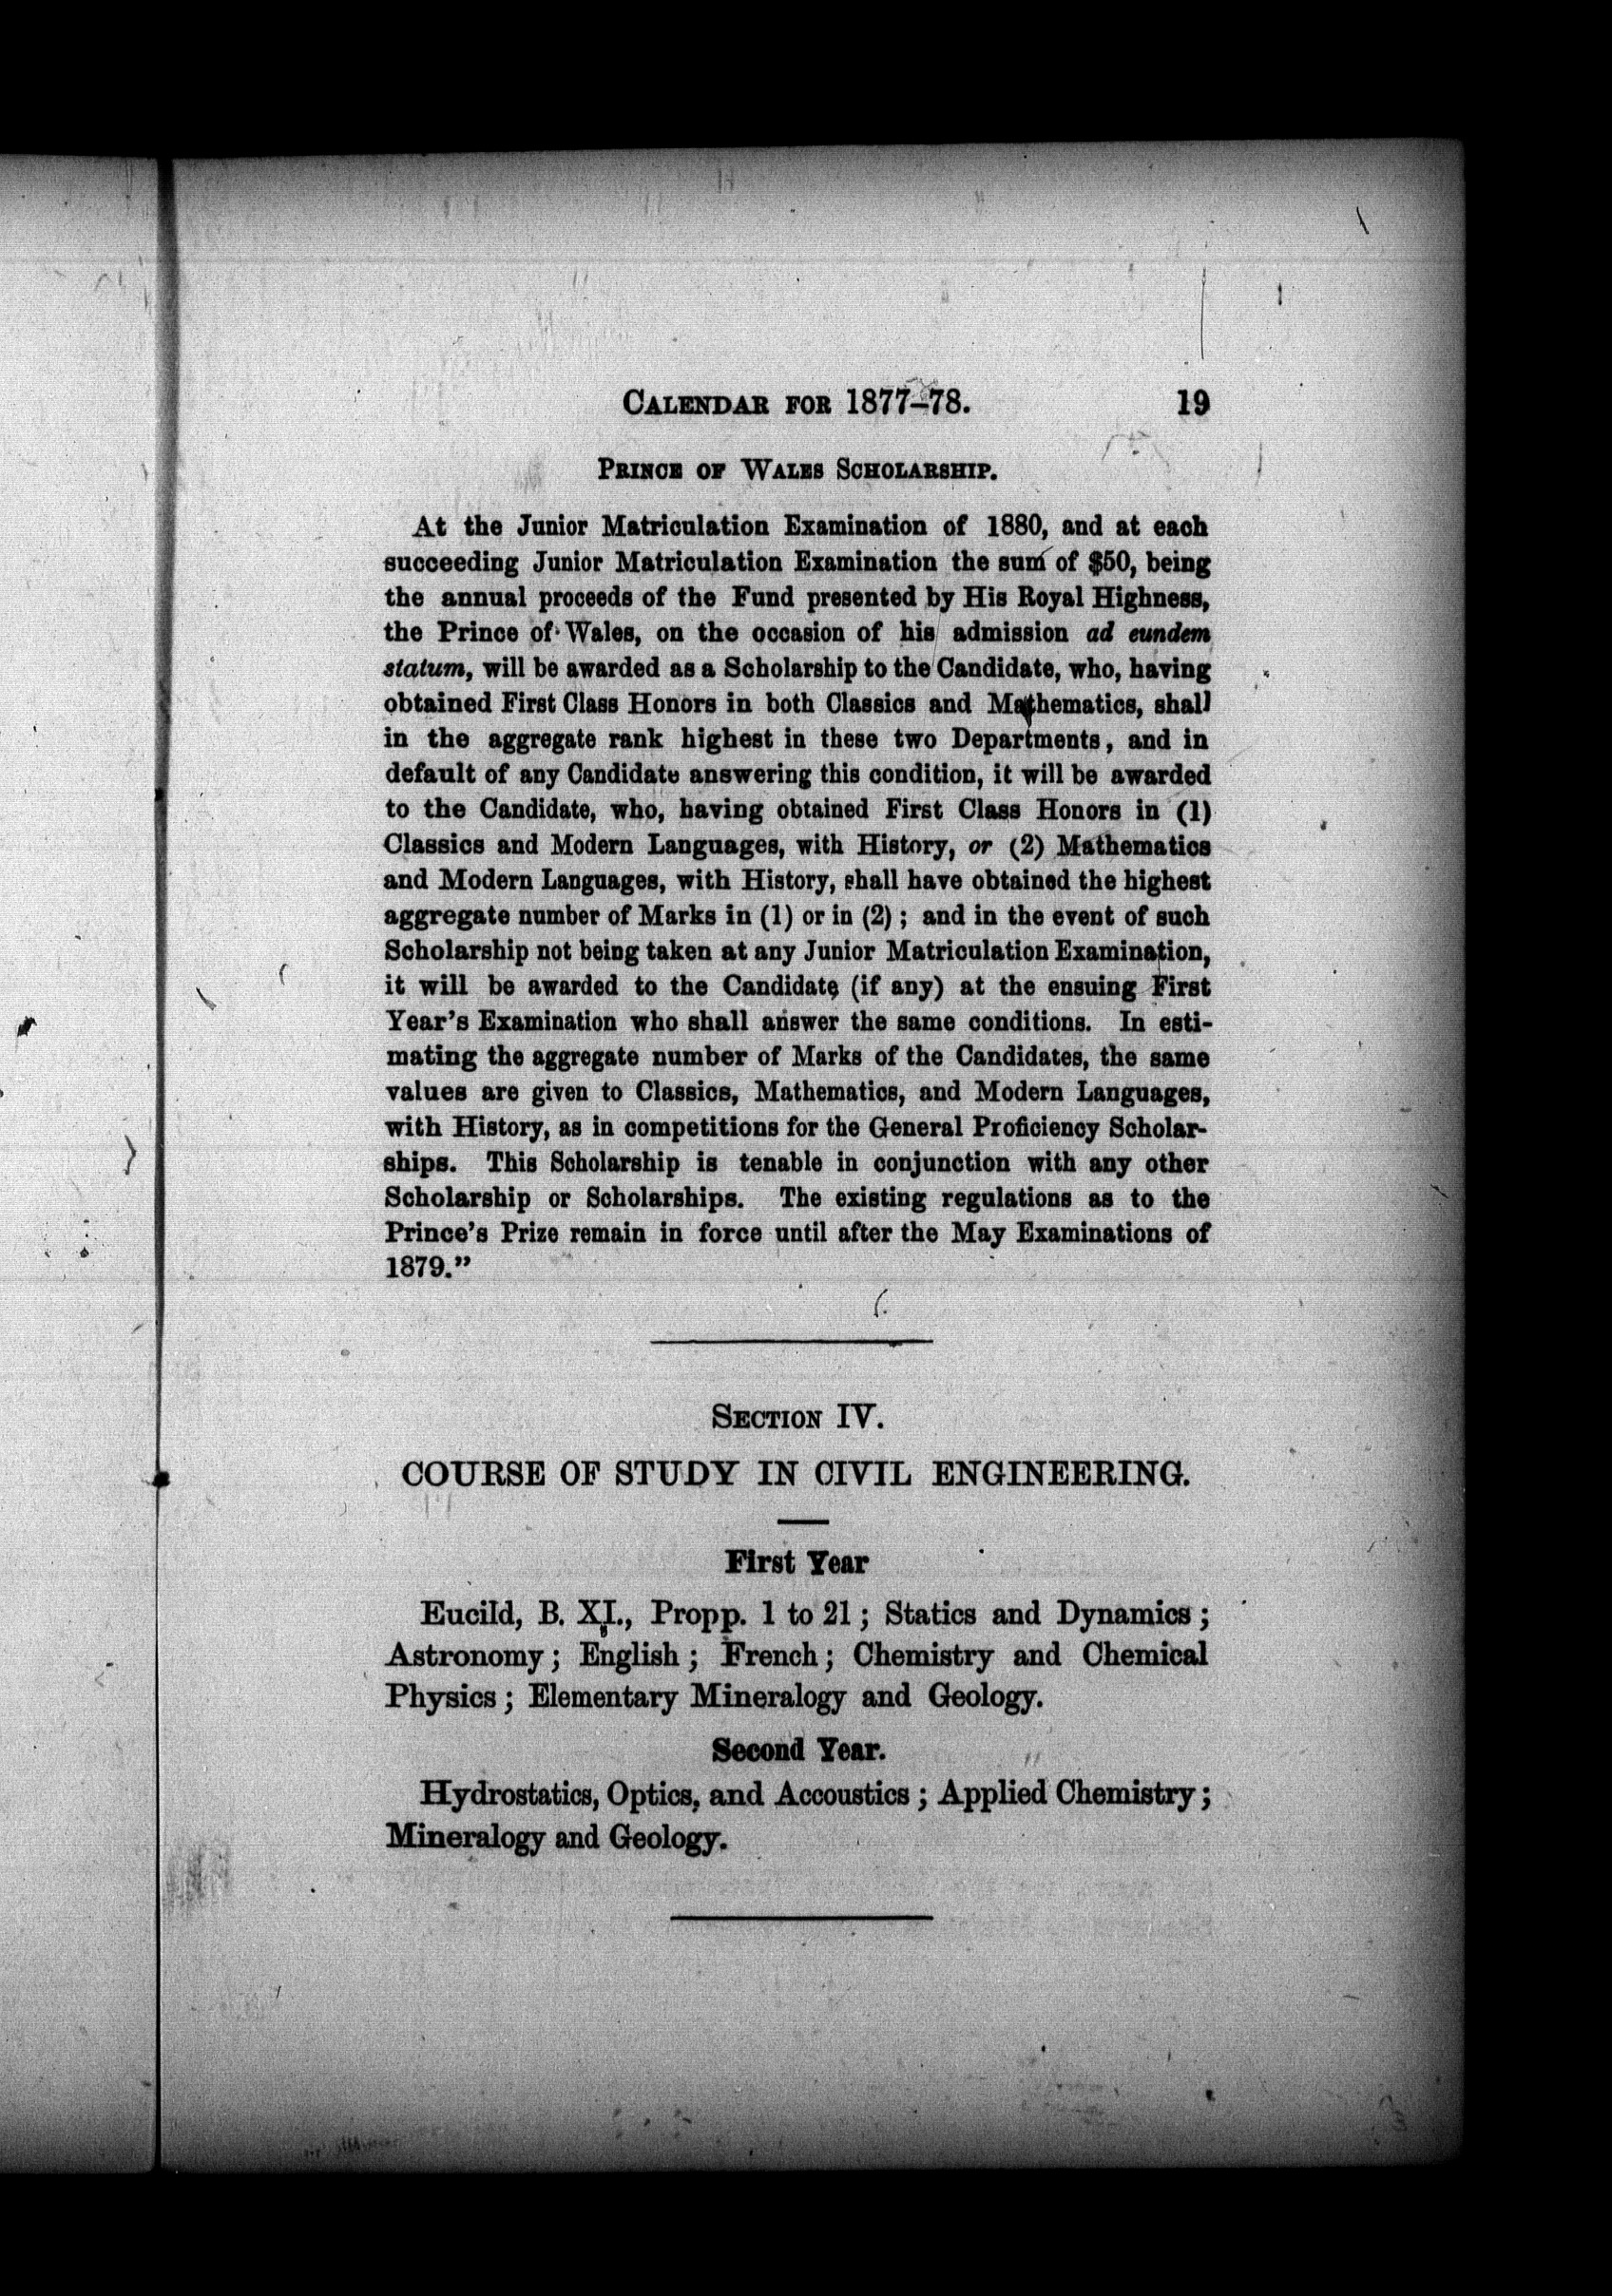 CALENDAR FOR 1877–78. 19
PRINCE OF WALES SCHOLARSHIP.
At the Junior Matriculation Examination of 1880, and at each
succeeding Junior Matriculation Examination the sum of $50, being
the annual proceeds of the Fund presented by His Royal Highness,
the Prince of Wales, on the occasion of his admission ad eundem
statum, will be awarded as a Scholarship to the Candidate, who, having
obtained First Class Honors in both Classics and Mathematics, shall
in the aggregate rank highest in these two Departments, and in
default of any Candidate answering this condition, it will be awarded
to the Candidate, who, having obtained First Class Honors in (1)
Classics and Modern Languages, with History, or (2) Mathematics
and Modern Languages, with History, shall have obtained the highest
aggregate number of Marks in (1) or in (2) ; and in the event of such
Scholarship not being taken at any Junior Matriculation Examination,
it will be awarded to the Candidate (if any) at the ensuing First
Year's Examination who shall answer the same conditions. In esti-
mating the aggregate number of Marks of the Candidates, the same
values are given to Classics, Mathematics, and Modern Languages,
with History, as in competitions for the General Proficiency Scholar-
ships. This Scholarship is tenable in conjunction with any other
Scholarship or Scholarships. The existing regulations as to the
Prince's Prize remain in force until after the May Examinations of
1879.”
SECTION IV.
COURSE OF STUDY IN CIVIL ENGINEERING.
First Year
Eucild, B. XI., Propp. 1 to 21 ; Statics and Dynamics ;
Astronomy ; English ; French ; Chemistry and Chemical
Physics ; Elementary Mineralogy and Geology.
Second Year.
Hydrostatics, Optics, and Accoustics ; Applied Chemistry ;
Mineralogy and Geology.